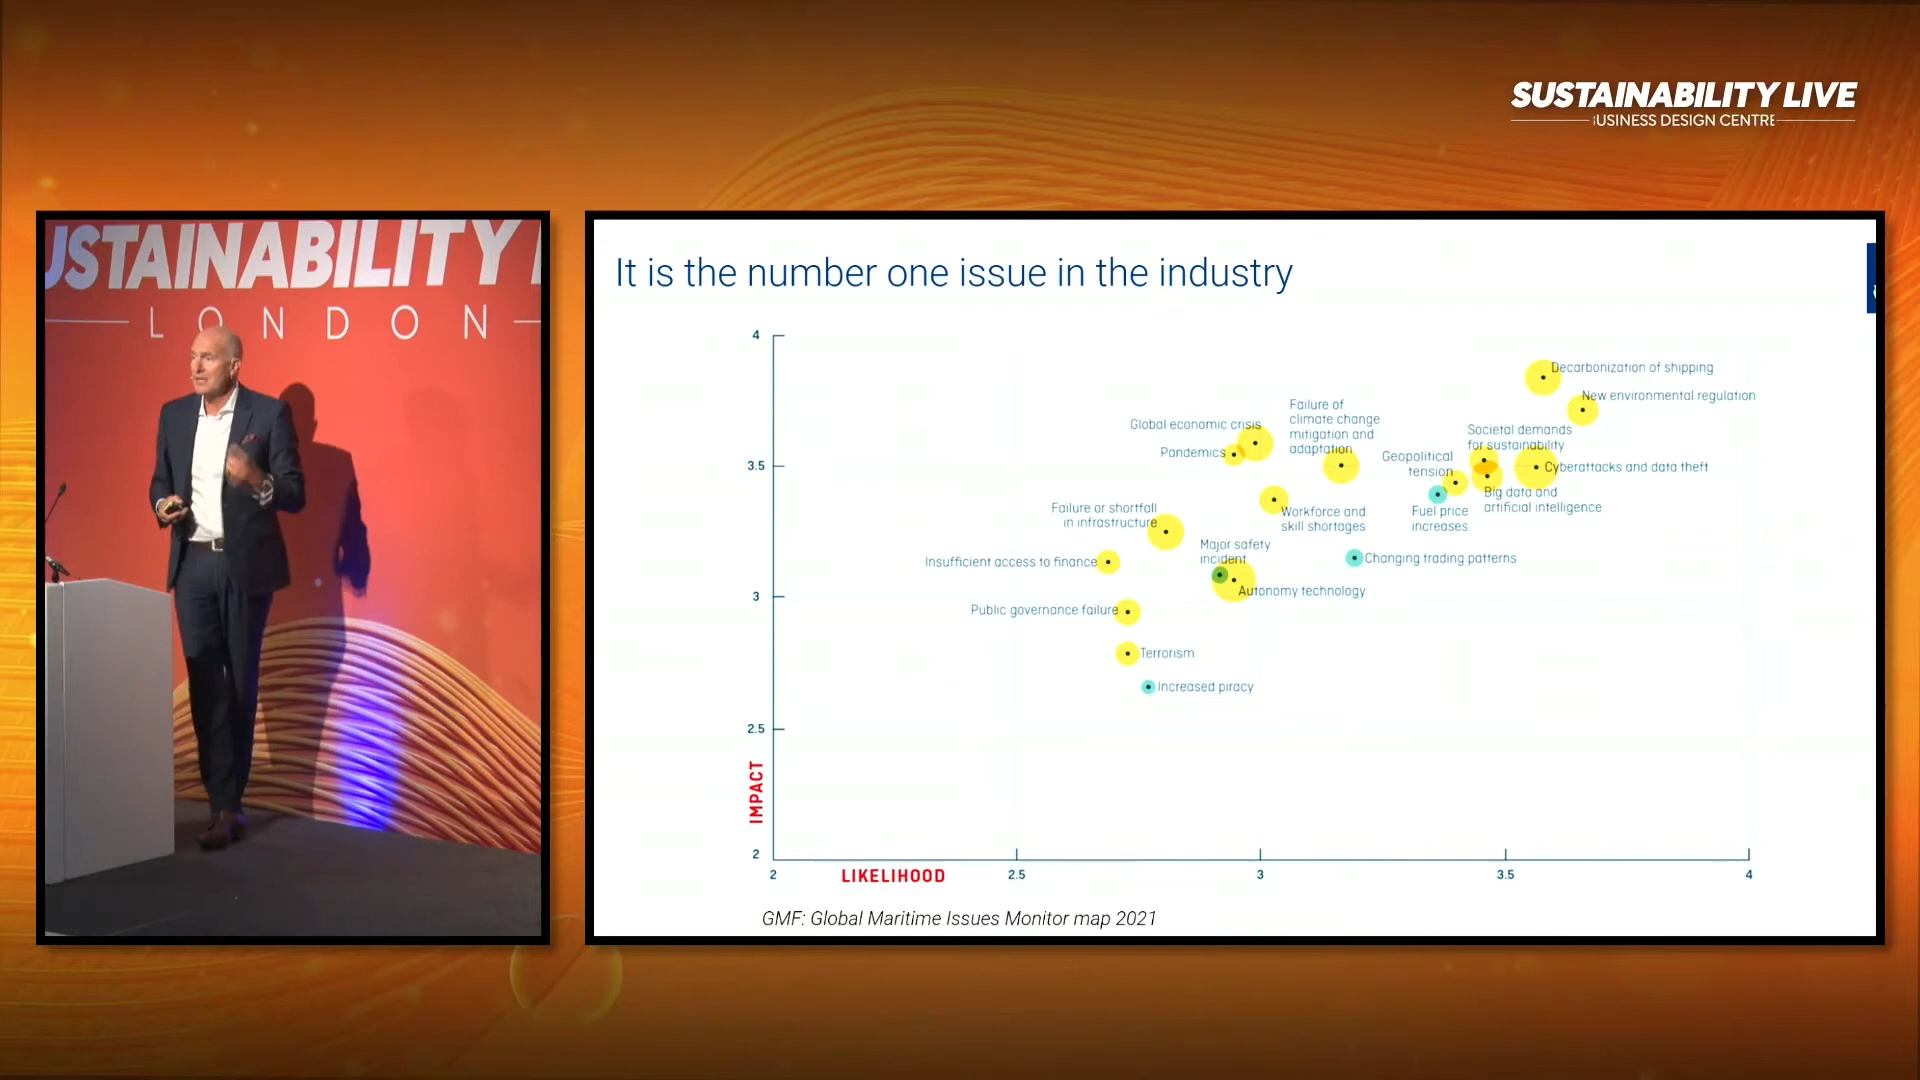 SUSTAINABILITY LIVE
USINESS DESIGN CENTRE
USTAINABILITY
LONDON
It is the number one issue in the industry
4
3.5
3
2.5
2
IMPACT
2
2.5
3
3.5
4
LIKELIHOOD
Decarbonization of shipping
New environmental regulation
Failure of
climate change
mitigation and
adaptation
Global economic crisis
Pandemics
Societal demands
for sustainability
Geopolitical
tension
Cyberattacks and data theft
Big data and
artificial intelligence
Fuel price
increases
Workforce and
skill shortages
Failure or shortfall
in infrastructure
Major safety
incident
Changing trading patterns
Insufficient access to finance
Autonomy technology
Public governance failure
Terrorism
Increased piracy
GMF: Global Maritime Issues Monitor map 2021